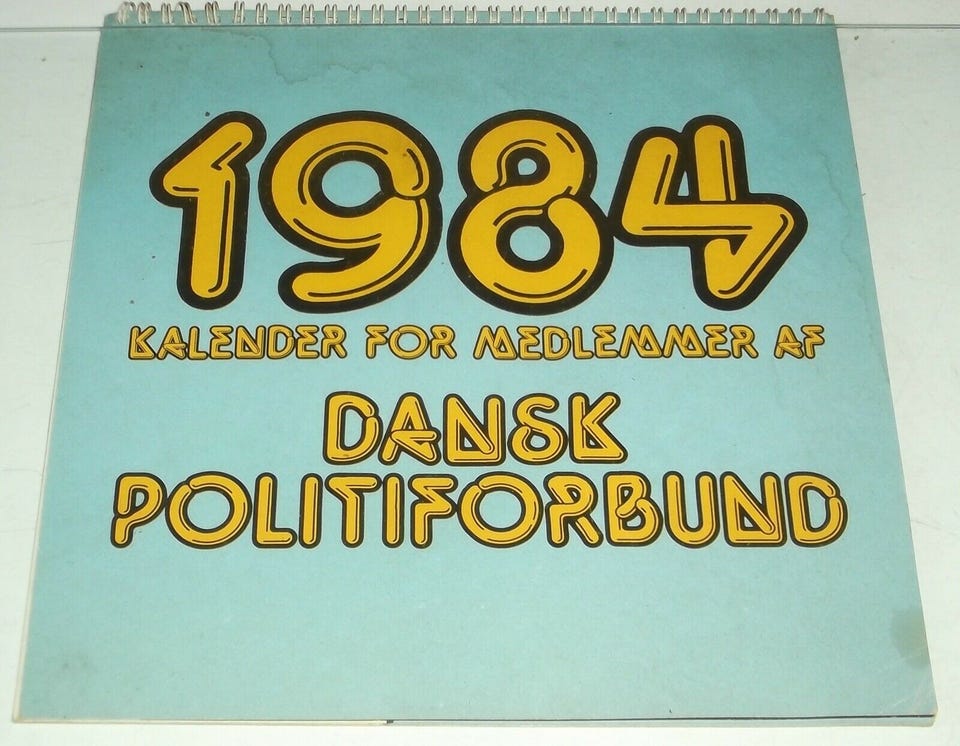 1984
KALENDER FOR MEDLEMMER AF
DANSK
POLITIFORBUND